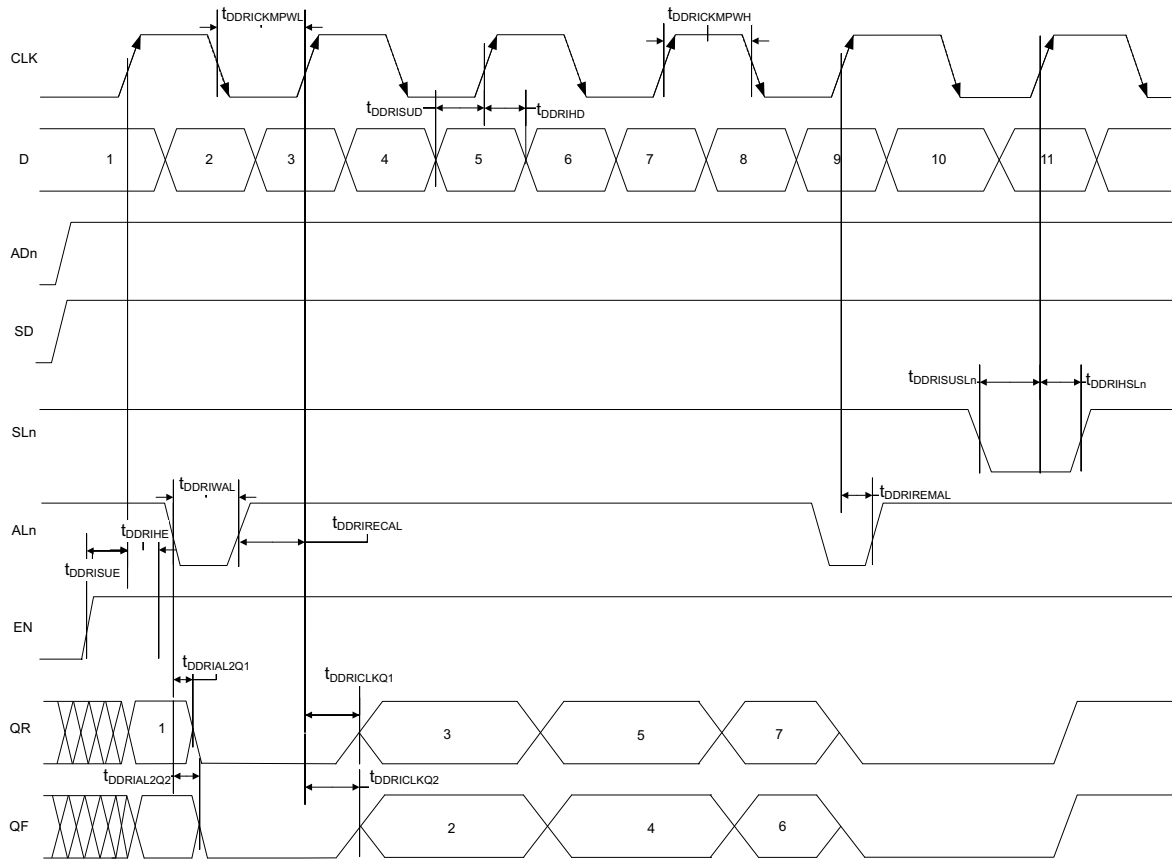 tDDRICKMPWL
tDDRICKMPWH
CLK
tDDRISUD
tDDRIHD
D
1
2
3
4
5
6
7
8
9
10
11
ADn
SD
tDDRISUSLn
tDDRIHSLn
SLn
tDDRIWAL
tDDRIREMAL
ALn
tDDRIHE
tDDRIRECAL
tDDRISUE
EN
tDDRIAL2Q1
tDDRICLKQ1
QR
1
3
5
7
tDDRIAL2Q2
tDDRICLKQ2
QF
2
4
6